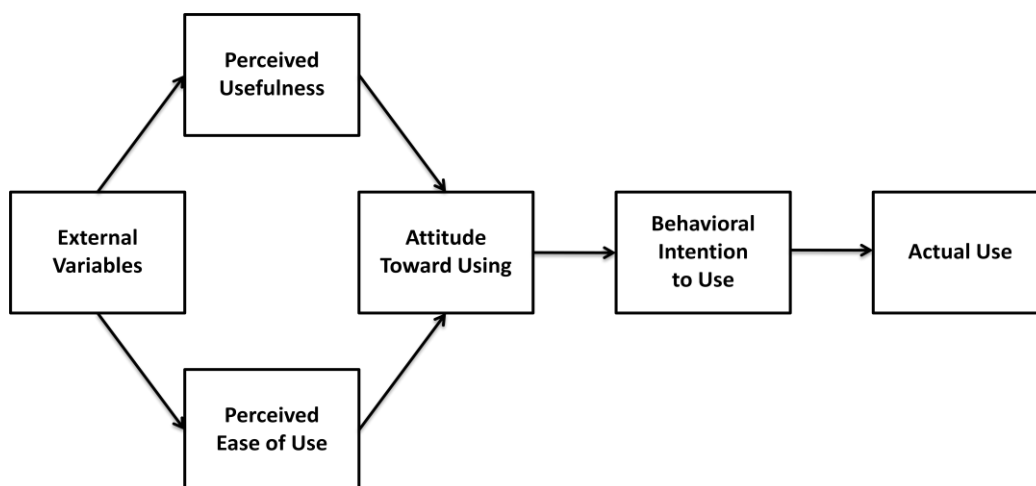 Perceived
Usefulness
External
Variables
Attitude
Toward Using
Behavioral
Intention
to Use
Actual Use
Perceived
Ease of Use